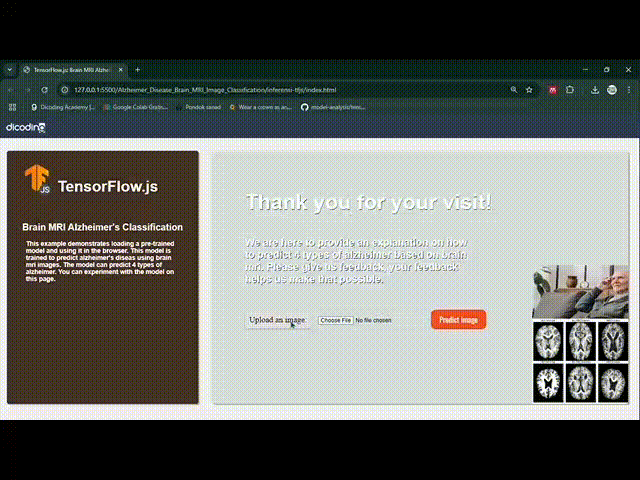 TensorFlow.js: Brain MRI Alzhei
127.0.0.1:5500/Alzheimer_Disease_Brain_MRI_Image_Classification/inferensi-tfjs/index.html
Dicoding Academy
Google Colab
Pondok sanad
Wear a crown as an...
model-analysis/tens...
dicoding
TensorFlow.js
Brain MRI Alzheimer's Classification
This example demonstrates loading a pre-trained
model and using it in the browser. This model is
trained to predict alzheimer's diseas using brain
mri images. The model can predict 4 types of
alzheimer. You can experiment with the model on
this page.
Thank you for your visit!
We are here to provide an explanation on how
to predict 4 types of alzheimer based on brain
mri. Please give us feedback, your feedback
helps us make that possible.
Upload an image:
Choose File No file chosen
Predict image